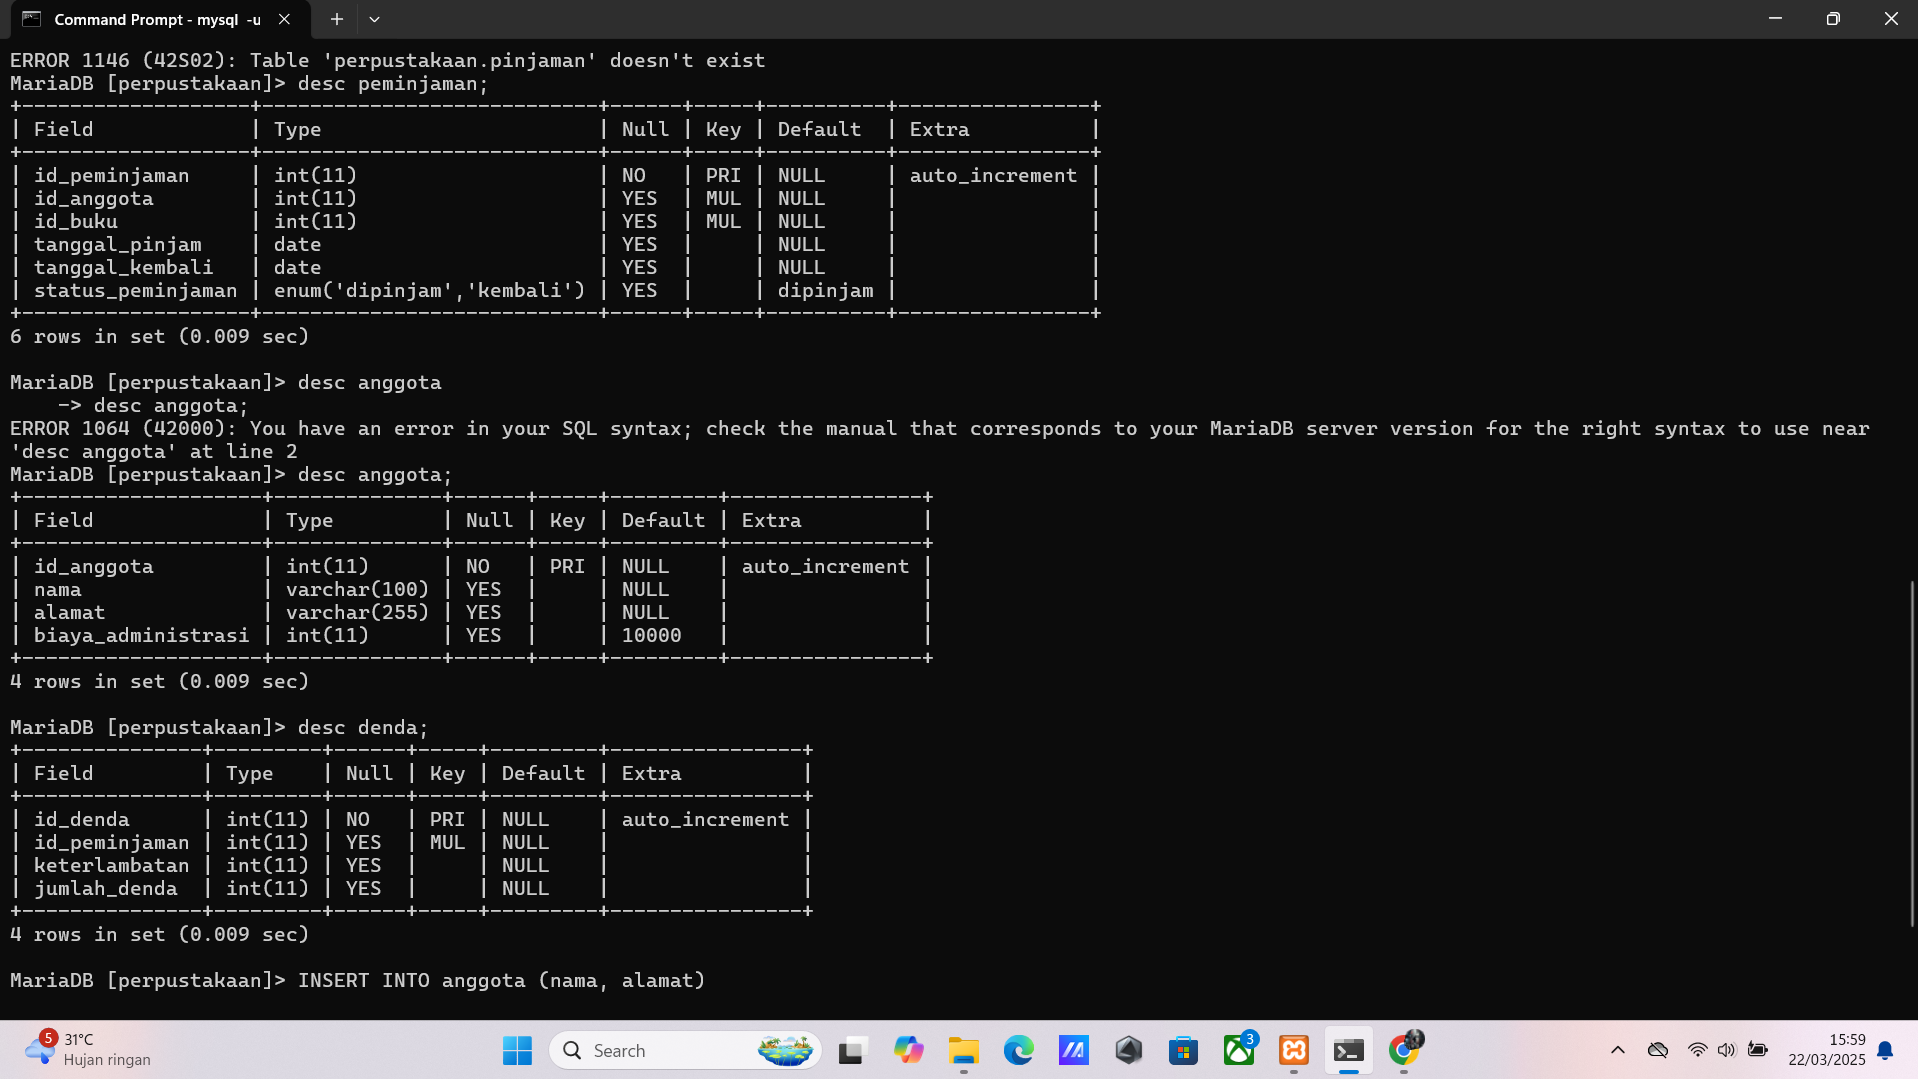 Command Prompt - mysql -u
ERROR 1146 (42S02): Table 'perpustakaan.pinjaman' doesn't exist
MariaDB [perpustakaan]> desc peminjaman;
+-------------------+----------------------------+------+-----+----------+----------------+
| Field             | Type                       | Null | Key | Default  | Extra          |
+-------------------+----------------------------+------+-----+----------+----------------+
| id_peminjaman     | int(11)                    | NO   | PRI | NULL     | auto_increment |
| id_anggota        | int(11)                    | YES  | MUL | NULL     |                |
| id_buku           | int(11)                    | YES  | MUL | NULL     |                |
| tanggal_pinjam    | date                       | YES  |     | NULL     |                |
| tanggal_kembali   | date                       | YES  |     | NULL     |                |
| status_peminjaman | enum('dipinjam','kembali') | YES  |     | dipinjam |                |
+-------------------+----------------------------+------+-----+----------+----------------+
6 rows in set (0.009 sec)
MariaDB [perpustakaan]> desc anggota
    -> desc anggota;
ERROR 1064 (42000): You have an error in your SQL syntax; check the manual that corresponds to your MariaDB server version for the right syntax to use near
'desc anggota' at line 2
MariaDB [perpustakaan]> desc anggota;
+--------------------+--------------+------+-----+---------+----------------+
| Field              | Type         | Null | Key | Default | Extra          |
+--------------------+--------------+------+-----+---------+----------------+
| id_anggota         | int(11)      | NO   | PRI | NULL    | auto_increment |
| nama               | varchar(100) | YES  |     | NULL    |                |
| alamat             | varchar(255) | YES  |     | NULL    |                |
| biaya_administrasi | int(11)      | YES  |     | 10000   |                |
+--------------------+--------------+------+-----+---------+----------------+
4 rows in set (0.009 sec)
MariaDB [perpustakaan]> desc denda;
+---------------+---------+------+-----+---------+----------------+
| Field         | Type    | Null | Key | Default | Extra          |
+---------------+---------+------+-----+---------+----------------+
| id_denda      | int(11) | NO   | PRI | NULL    | auto_increment |
| id_peminjaman | int(11) | YES  | MUL | NULL    |                |
| keterlambatan | int(11) | YES  |     | NULL    |                |
| jumlah_denda  | int(11) | YES  |     | NULL    |                |
+---------------+---------+------+-----+---------+----------------+
4 rows in set (0.009 sec)
MariaDB [perpustakaan]> INSERT INTO anggota (nama, alamat)
5
31°C
Hujan ringan
Search
3
15:59
22/03/2025